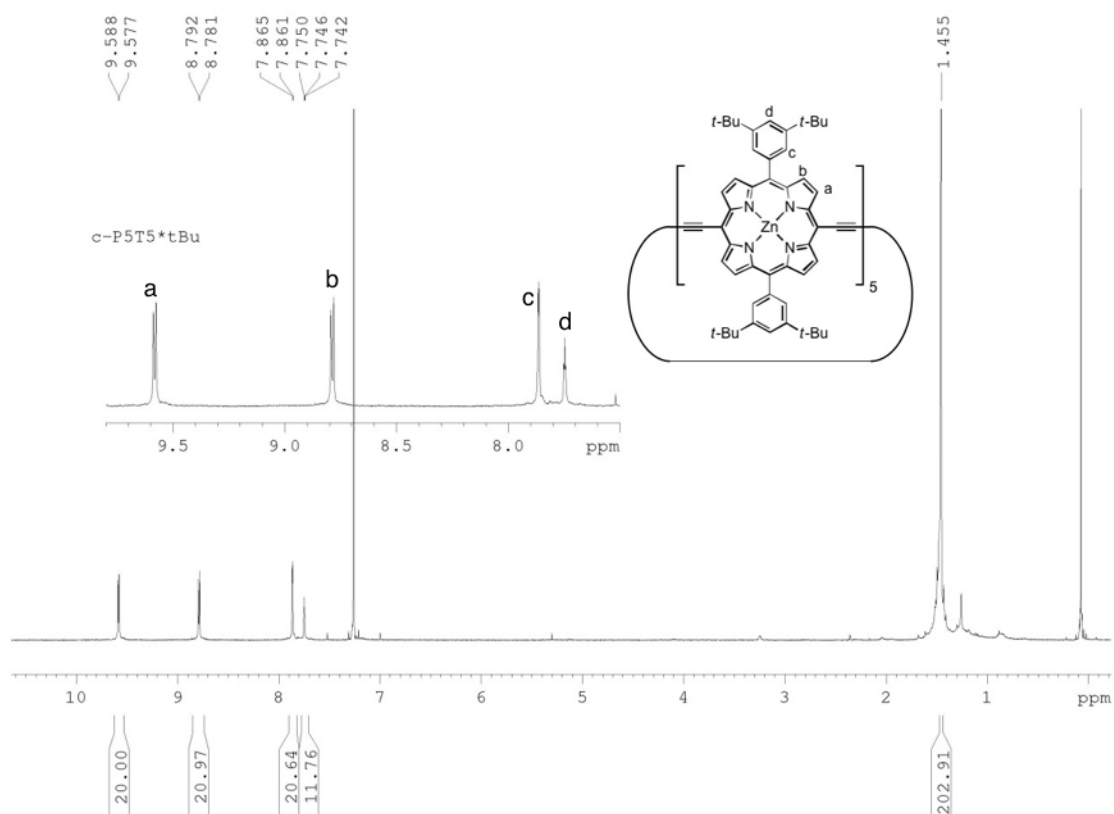 9.588
9.577
8.792
8.781
7.865
7.861
7.750
7.746
7.742
1.455
d
t-Bu
t-Bu
c
b
a
N
N
Zn
N
N
5
t-Bu
t-Bu
c-P5T5*tBu
a
b
c
d
9.5
9.0
8.5
8.0
ppm
10
9
8
7
6
5
4
3
2
1
ppm
20.00
20.97
20.64
11.76
202.91